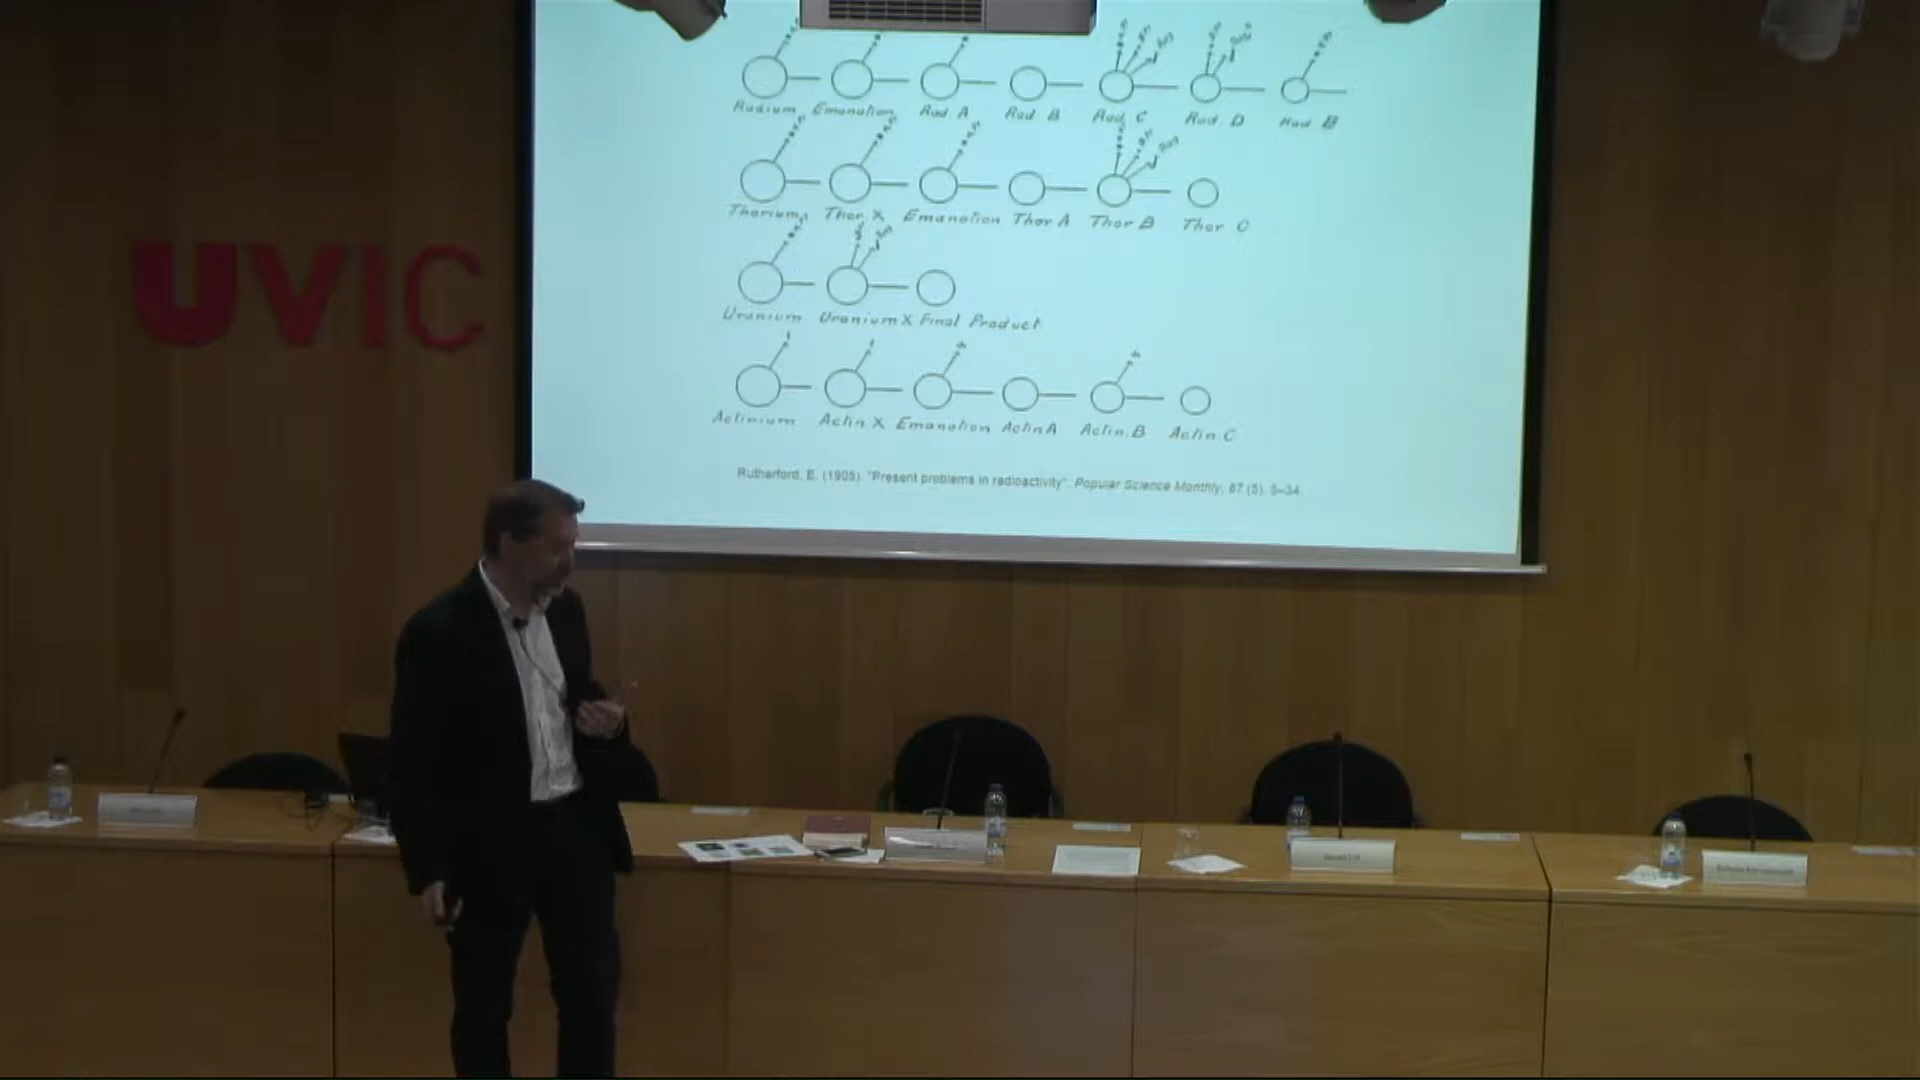 Radium Emanation Rad A Rad B Rad C Rad D Rad E
Thorium Thor X Emanation Thor A Thor B Thor C
Uranium Uranium X Final Product
Actinium Actin. X Emanation Actin A Actin. B Actin. C
Rutherford, E. (1905). "Present problems in radioactivity". Popular Science Monthly, 67 (5). 5–34.
UVIC